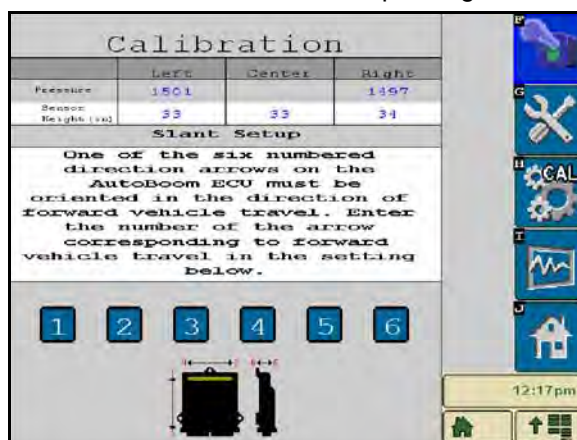 Calibration
Left Center Right
Pressure 1501 1497
Sensor
Height (in) 33 33 34
Slant Setup
One of the six numbered
direction arrows on the
AutoBoom ECU must be
oriented in the direction of
forward vehicle travel. Enter
the number of the arrow
corresponding to forward
vehicle travel in the setting
below.
1 2 3 4 5 6
F
G
H
CAL
I
J
12:17pm